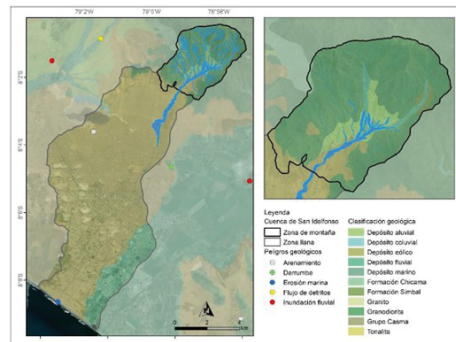 79°2'W 79°0'W 78°58'W
8°2'S
8°4'S
8°6'S
8°8'S
0 2 4
km
Leyenda
Cuenca de San Idelfonso
Zona de montaña
Zona llana
Peligros geológicos
Arenamiento
Derrumbe
Erosión marina
Flujo de detritos
Inundación fluvial
Clasificación geológica
Depósito aluvial
Depósito coluvial
Depósito eólico
Depósito fluvial
Depósito marino
Formación Chicama
Formación Simbal
Granito
Granodiorita
Grupo Casma
Tonalita